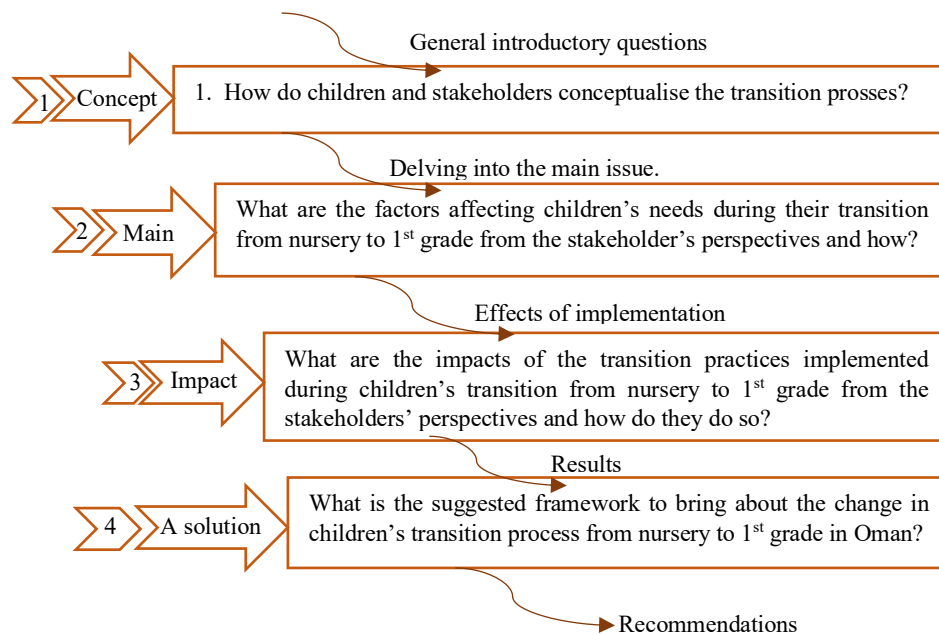 General introductory questions
1 Concept
1. How do children and stakeholders conceptualise the transition prosses?
Delving into the main issue.
2 Main
What are the factors affecting children's needs during their transition
from nursery to 1st grade from the stakeholder's perspectives and how?
Effects of implementation
3 Impact
What are the impacts of the transition practices implemented
during children's transition from nursery to 1st grade from the
stakeholders' perspectives and how do they do so?
Results
4 A solution
What is the suggested framework to bring about the change in
children's transition process from nursery to 1st grade in Oman?
Recommendations